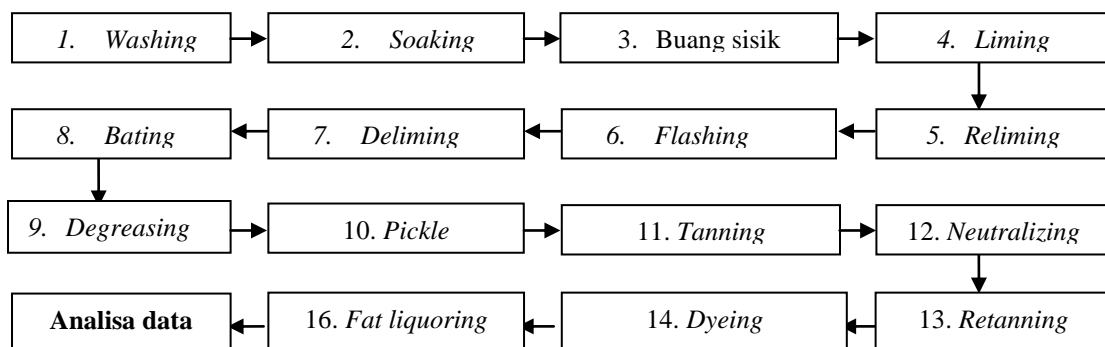 1. Washing
2. Soaking
3. Buang sisik
4. Liming
5. Reliming
6. Flashing
7. Deliming
8. Bating
9. Degreasing
10. Pickle
11. Tanning
12. Neutralizing
13. Retanning
14. Dyeing
16. Fat liquoring
Analisa data